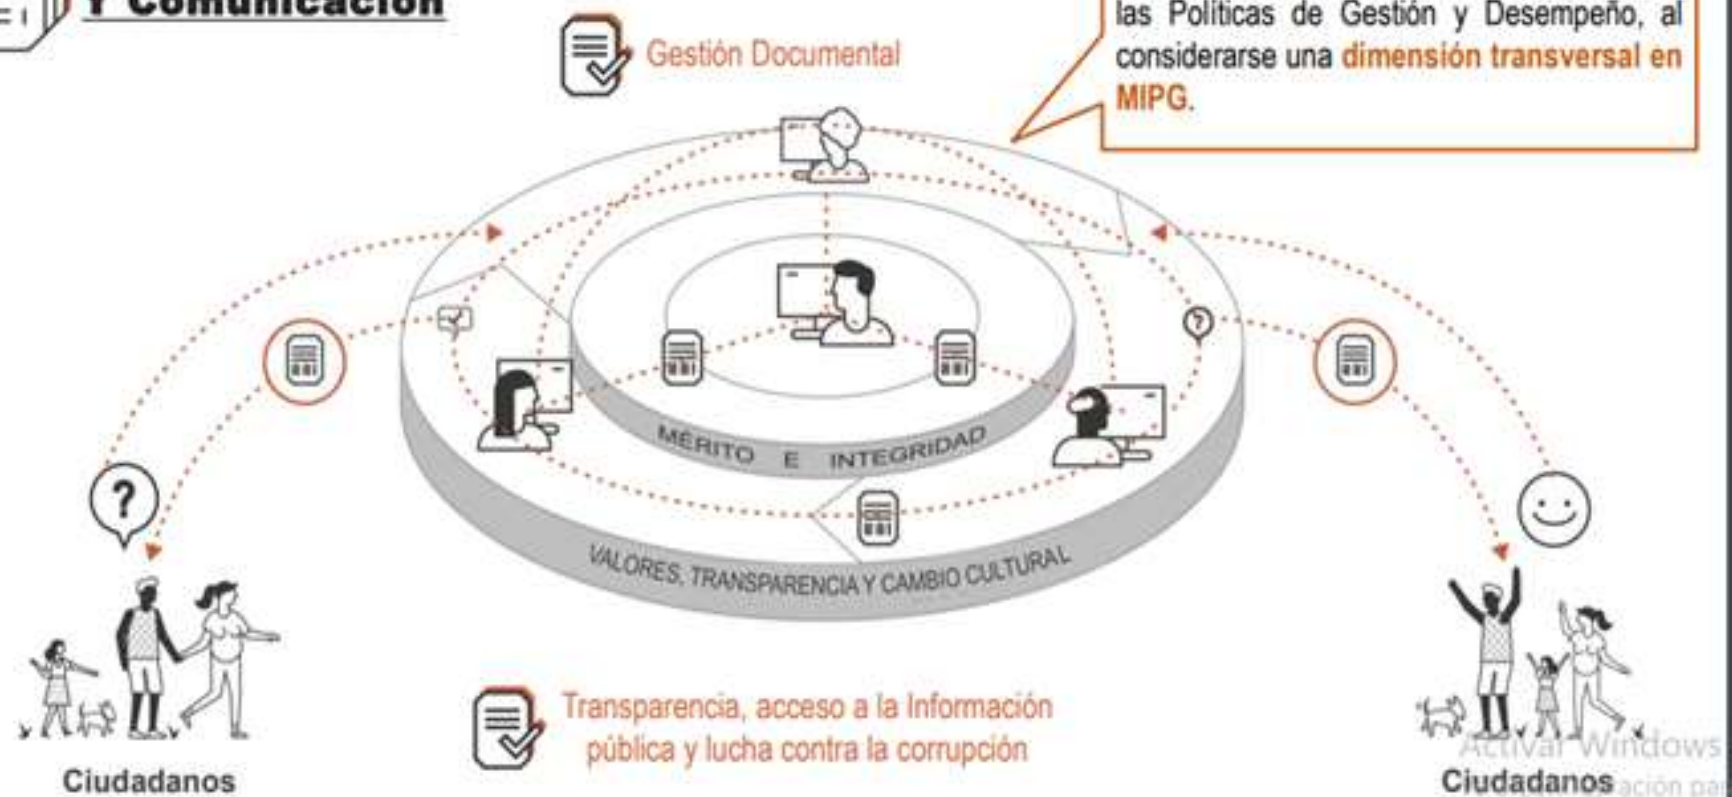 Y Comunicación
las Políticas de Gestión y Desempeño, al
considerarse una dimensión transversal en
MIPG.
Gestión Documental
?
?
MÉRITO E INTEGRIDAD
VALORES, TRANSPARENCIA Y CAMBIO CULTURAL
Transparencia, acceso a la Información
pública y lucha contra la corrupción
Ciudadanos
Ciudadanos
Activar Windows